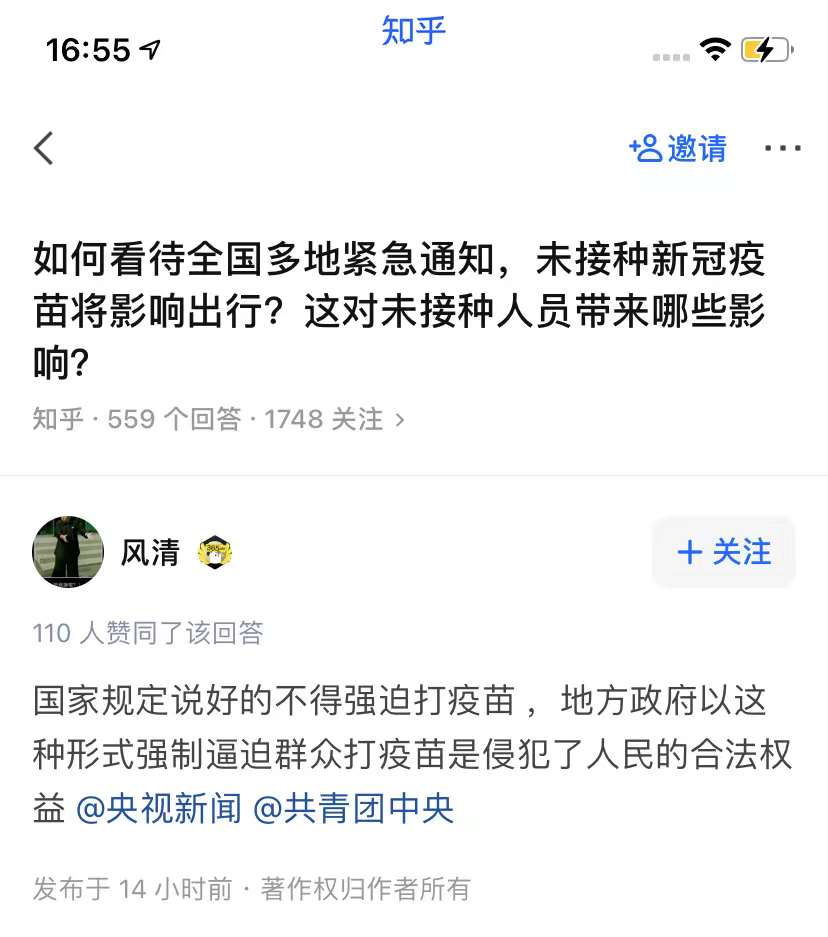 知乎
16:55
邀请
如何看待全国多地紧急通知，未接种新冠疫
苗将影响出行？这对未接种人员带来哪些影
响？
知乎 · 559 个回答 · 1748 关注 >
风清
+ 关注
110 人赞同了该回答
国家规定说好的不得强迫打疫苗 ，地方政府以这
种形式强制逼迫群众打疫苗是侵犯了人民的合法权
益 @央视新闻 @共青团中央
发布于 14 小时前 · 著作权归作者所有